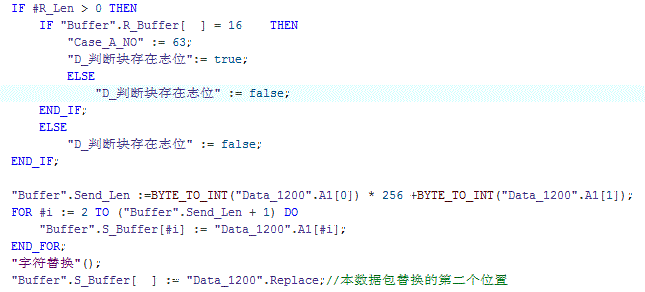 IF #R_Len > 0 THEN
IF "Buffer".R_Buffer[  ] = 16    THEN
"Case_A_NO" := 63;
"D_判断块存在志位":= true;
ELSE
"D_判断块存在志位" := false;
END_IF;
ELSE
"D_判断块存在志位" := false;
END_IF;
"Buffer".Send_Len :=BYTE_TO_INT("Data_1200".A1[0]) * 256 +BYTE_TO_INT("Data_1200".A1[1]);
FOR #i := 2 TO ("Buffer".Send_Len + 1) DO
"Buffer".S_Buffer[#i] := "Data_1200".A1[#i];
END_FOR;
"字符替换"();
"Buffer".S_Buffer[  ] := "Data_1200".Replace;//本数据包替换的第二个位置